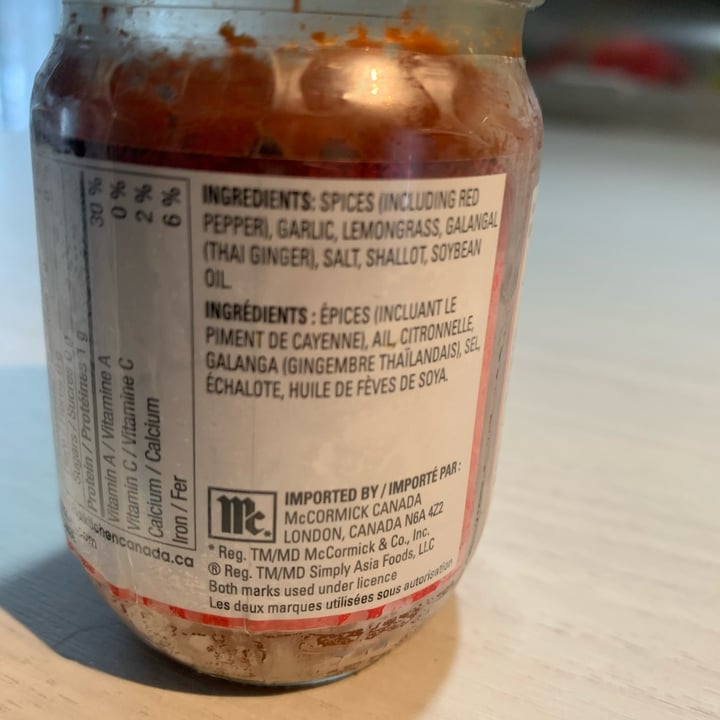 INGREDIENTS: SPICES (INCLUDING RED
PEPPER), GARLIC, LEMONGRASS, GALANGAL
(THAI GINGER), SALT, SHALLOT, SOYBEAN
OIL.
INGRÉDIENTS : ÉPICES (INCLUANT LE
PIMENT DE CAYENNE), AIL, CITRONNELLE,
GALANGA (GINGEMBRE THAÏLANDAIS), SEL,
ÉCHALOTE, HUILE DE FÈVES DE SOYA.
Mc.
IMPORTED BY / IMPORTÉ PAR :
McCORMICK CANADA
LONDON, CANADA N6A 4Z2
* Reg. TM/MD McCormick & Co., Inc.
® Reg. TM/MD Simply Asia Foods, LLC
Both marks used under licence
Les deux marques utilisées sous autorisation
Sugars / Sucres
Protein / Protéines 1 g
Vitamin A / Vitamine A 30 %
Vitamin C / Vitamine C 0 %
Calcium / Calcium 2 %
Iron / Fer 6 %